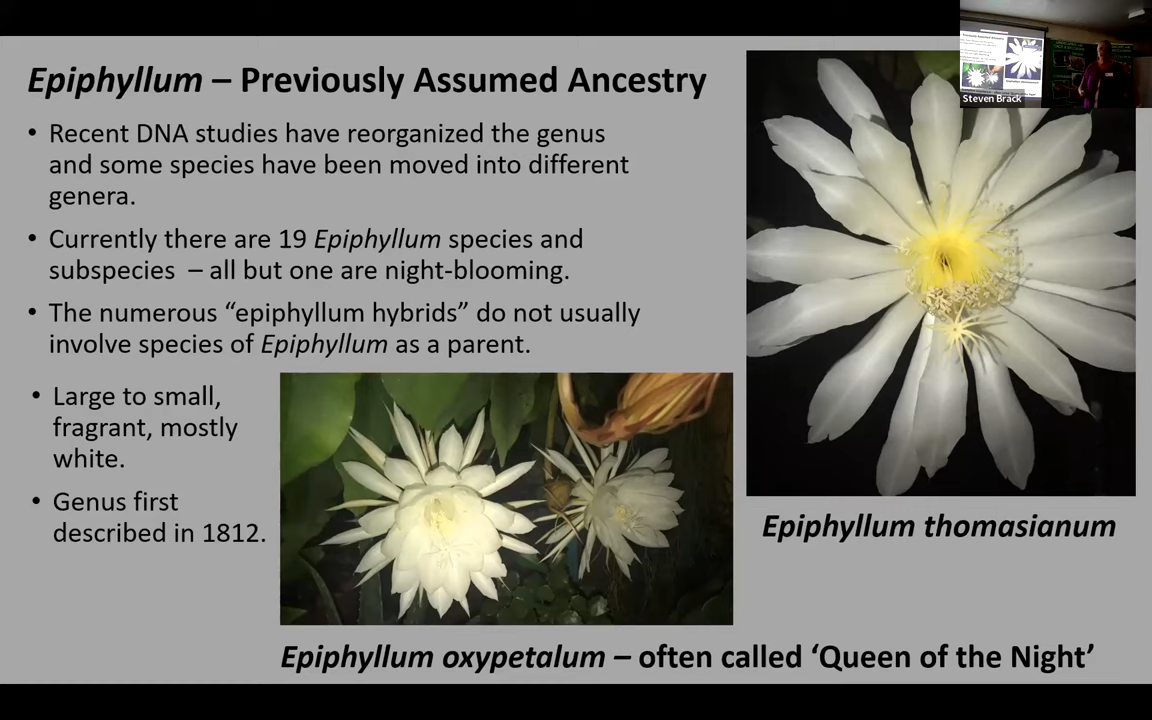 Epiphyllum – Previously Assumed Ancestry
• Recent DNA studies have reorganized the genus
and some species have been moved into different
genera.
• Currently there are 19 Epiphyllum species and
subspecies – all but one are night-blooming.
• The numerous “epiphyllum hybrids” do not usually
involve species of Epiphyllum as a parent.
• Large to small,
fragrant, mostly
white.
• Genus first
described in 1812.
Epiphyllum thomasianum
Epiphyllum oxypetalum – often called ‘Queen of the Night’
Steven Brack